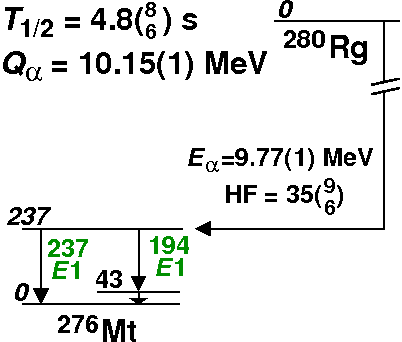 T1/2 = 4.8(8 6) s
Qα = 10.15(1) MeV
0
280Rg
Eα=9.77(1) MeV
HF = 35(9 6)
237
237
E1
194
E1
43
0
276Mt